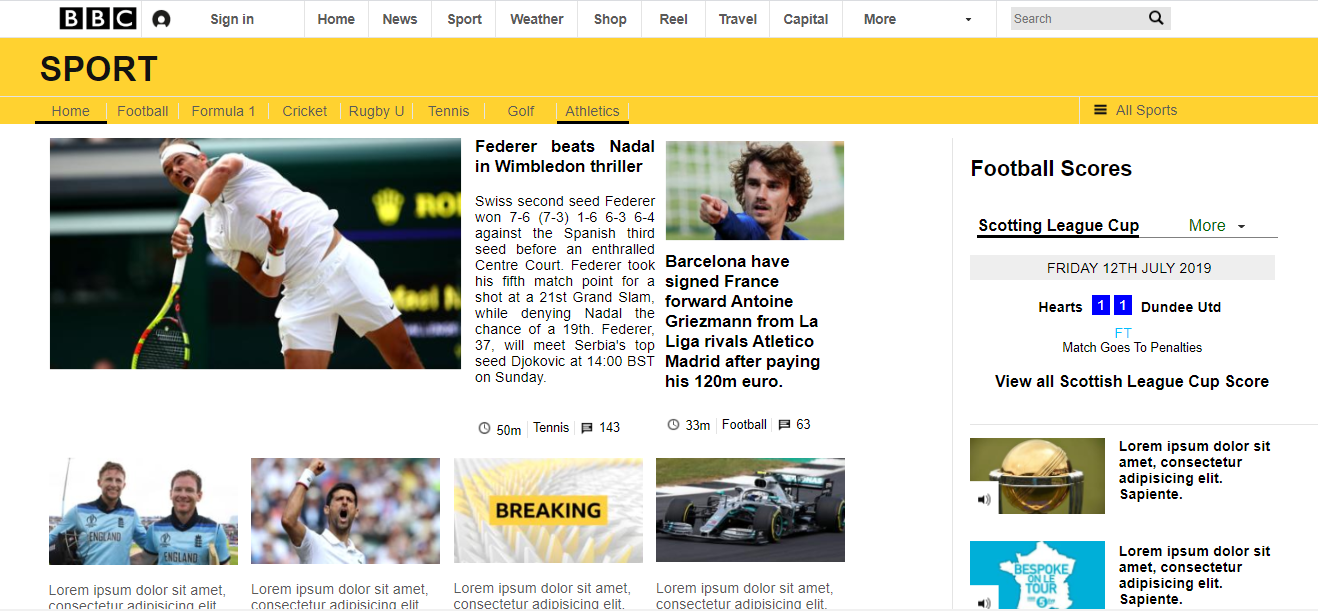 BBC
Sign in
Home
News
Sport
Weather
Shop
Reel
Travel
Capital
More
Search
SPORT
Home
Football
Formula 1
Cricket
Rugby U
Tennis
Golf
Athletics
All Sports
Federer beats Nadal
in Wimbledon thriller
Swiss second seed Federer
won 7-6 (7-3) 1-6 6-3 6-4
against the Spanish third
seed before an enthralled
Centre Court. Federer took
his fifth match point for a
shot at a 21st Grand Slam,
while denying Nadal the
chance of a 19th. Federer,
37, will meet Serbia's top
seed Djokovic at 14:00 BST
on Sunday.
50m
Tennis
143
Barcelona have
signed France
forward Antoine
Griezmann from La
Liga rivals Atletico
Madrid after paying
his 120m euro.
33m
Football
63
Football Scores
Scotting League Cup
More
FRIDAY 12TH JULY 2019
Hearts 1 1 Dundee Utd
FT
Match Goes To Penalties
View all Scottish League Cup Score
ENGLAND
ENGLAND
BREAKING
Lorem ipsum dolor sit amet,
consectetur adipisicing elit.
Lorem ipsum dolor sit amet,
consectetur adipisicing elit.
Lorem ipsum dolor sit amet,
consectetur adipisicing elit.
Lorem ipsum dolor sit amet,
consectetur adipisicing elit.
Lorem ipsum dolor sit
amet, consectetur
adipisicing elit.
Sapiente.
BESPOKE
ON LE
TOUR
Lorem ipsum dolor sit
amet, consectetur
adipisicing elit.
Sapiente.